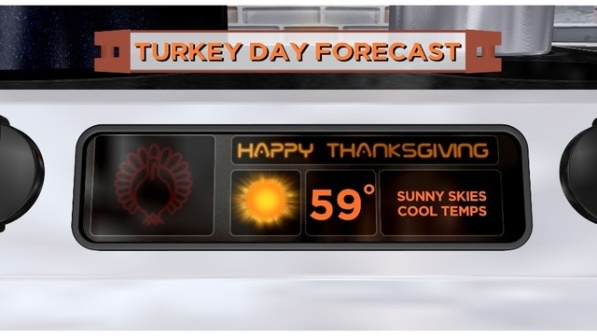 TURKEY DAY FORECAST
HAPPY THANKSGIVING
59°
SUNNY SKIES
COOL TEMPS